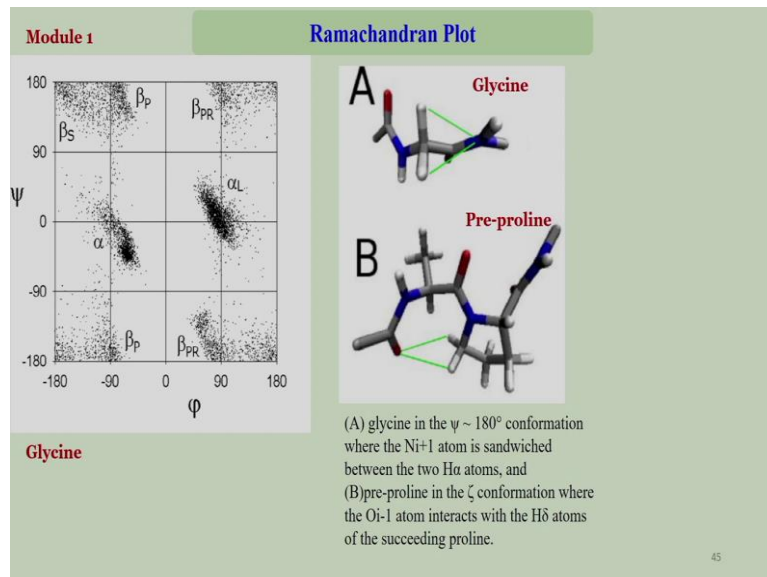 Module 1
Ramachandran Plot
180
90
0
-90
-180
-180
-90
0
90
180
ψ
φ
βP
βPR
βS
αL
α
βP
βPR
Glycine
A
Glycine
Pre-proline
B
(A) glycine in the ψ ~ 180° conformation
where the Ni+1 atom is sandwiched
between the two Hα atoms, and
(B)pre-proline in the ζ conformation where
the Oi-1 atom interacts with the Hδ atoms
of the succeeding proline.
45